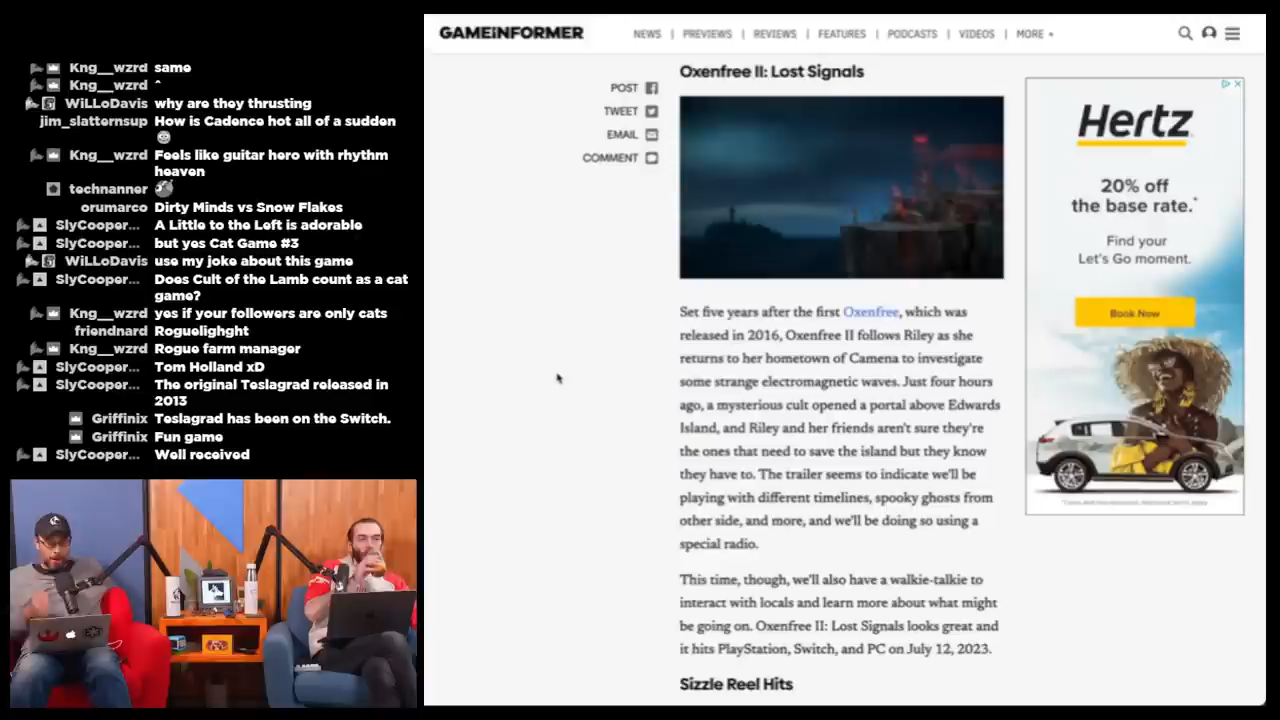 Kng__wzrd same
Kng__wzrd ^
WiLLoDavis why are they thrusting
jim_slatternsup How is Cadence hot all of a sudden
Kng__wzrd Feels like guitar hero with rhythm
heaven
technanner
orumarco Dirty Minds vs Snow Flakes
SlyCooper... A Little to the Left is adorable
SlyCooper... but yes Cat Game #3
WiLLoDavis use my joke about this game
SlyCooper... Does Cult of the Lamb count as a cat
game?
Kng__wzrd yes if your followers are only cats
friendnard Roguelighght
Kng__wzrd Rogue farm manager
SlyCooper... Tom Holland xD
SlyCooper... The original Teslagrad released in
2013
Griffinix Teslagrad has been on the Switch.
Griffinix Fun game
SlyCooper... Well received
GAMEINFORMER
NEWS | PREVIEWS | REVIEWS | FEATURES | PODCASTS | VIDEOS | MORE
Oxenfree II: Lost Signals
POST
TWEET
EMAIL
COMMENT
Set five years after the first Oxenfree, which was
released in 2016, Oxenfree II follows Riley as she
returns to her hometown of Camena to investigate
some strange electromagnetic waves. Just four hours
ago, a mysterious cult opened a portal above Edwards
Island, and Riley and her friends aren't sure they're
the ones that need to save the island but they know
they have to. The trailer seems to indicate we'll be
playing with different timelines, spooky ghosts from
other side, and more, and we'll be doing so using a
special radio.
This time, though, we'll also have a walkie-talkie to
interact with locals and learn more about what might
be going on. Oxenfree II: Lost Signals looks great and
it hits PlayStation, Switch, and PC on July 12, 2023.
Sizzle Reel Hits
Hertz
20% off
the base rate.*
Find your
Let's Go moment.
Book Now